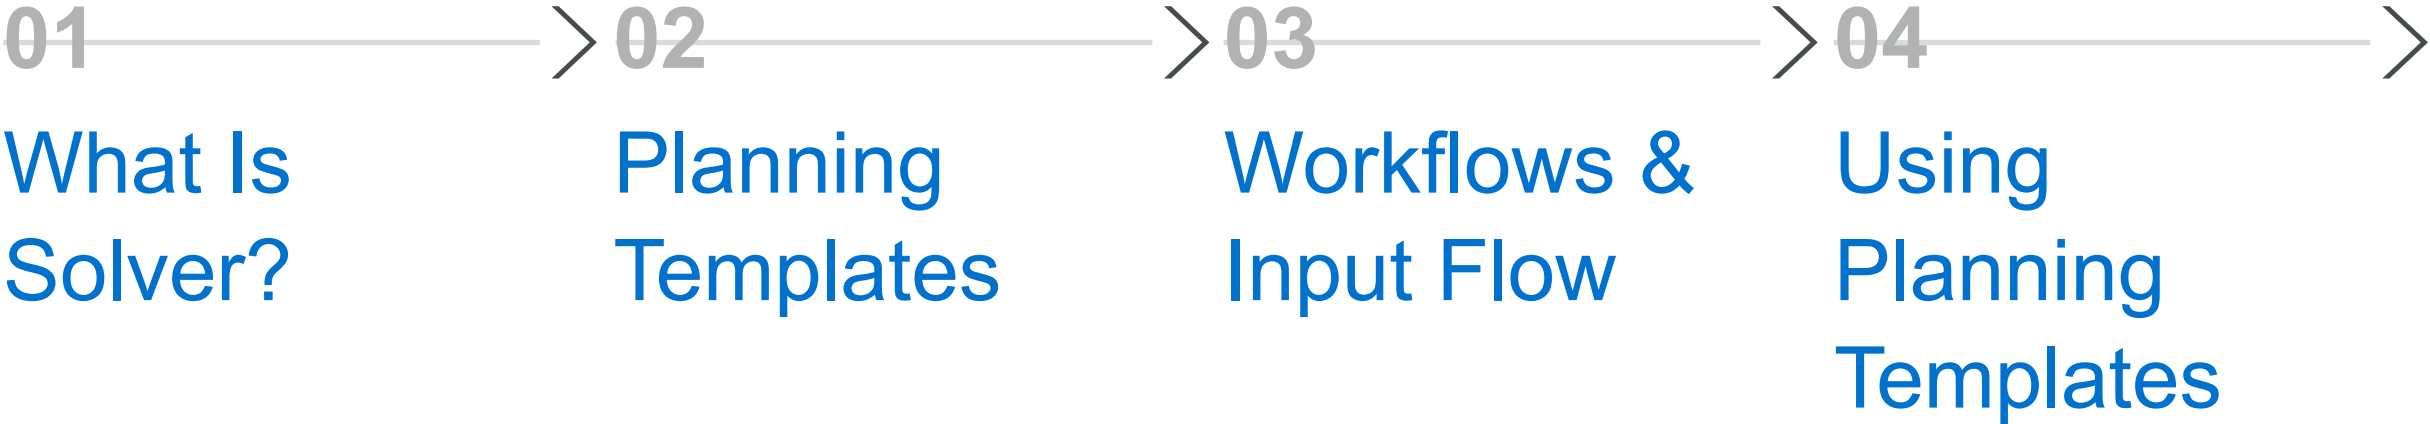 01
What Is
Solver?
02
Planning
Templates
03
Workflows &
Input Flow
04
Using
Planning
Templates